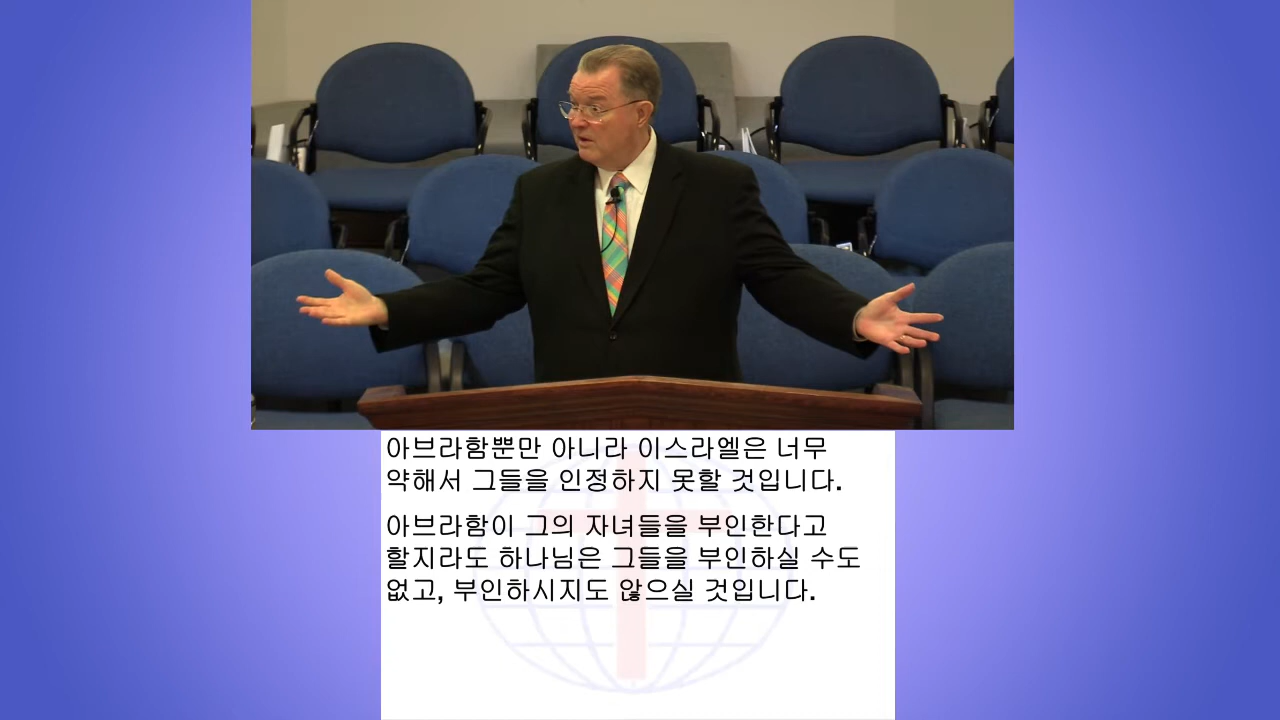 아브라함뿐만 아니라 이스라엘은 너무
약해서 그들을 인정하지 못할 것입니다.
아브라함이 그의 자녀들을 부인한다고
할지라도 하나님은 그들을 부인하실 수도
없고, 부인하시지도 않으실 것입니다.